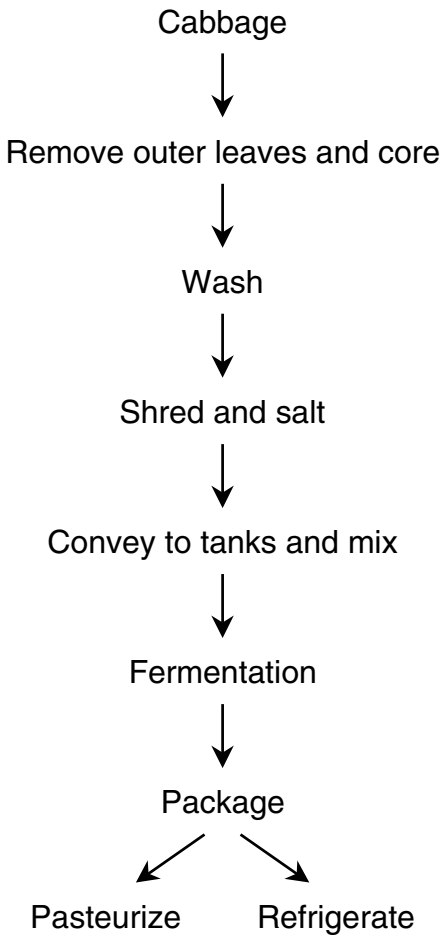 Cabbage
Remove outer leaves and core
Wash
Shred and salt
Convey to tanks and mix
Fermentation
Package
Pasteurize Refrigerate